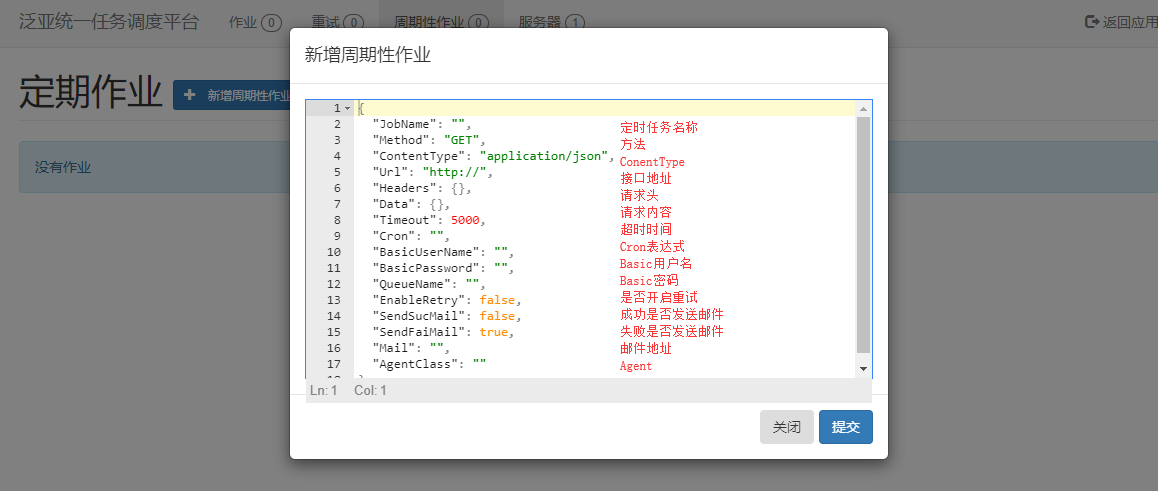 泛亚统一任务调度平台 作业 0 重试 0 周期性作业 0 服务器 1 返回应用
新增周期性作业
定期作业 新增周期性作业
没有作业
1 {
2 "JobName": "", 定时任务名称
3 "Method": "GET", 方法
4 "ContentType": "application/json", ConentType
5 "Url": "http://", 接口地址
6 "Headers": {}, 请求头
7 "Data": {}, 请求内容
8 "Timeout": 5000, 超时时间
9 "Cron": "", Cron表达式
10 "BasicUserName": "", Basic用户名
11 "BasicPassword": "", Basic密码
12 "QueueName": "",
13 "EnableRetry": false, 是否开启重试
14 "SendSucMail": false, 成功是否发送邮件
15 "SendFaiMail": true, 失败是否发送邮件
16 "Mail": "", 邮件地址
17 "AgentClass": "" Agent
Ln: 1 Col: 1
关闭 提交